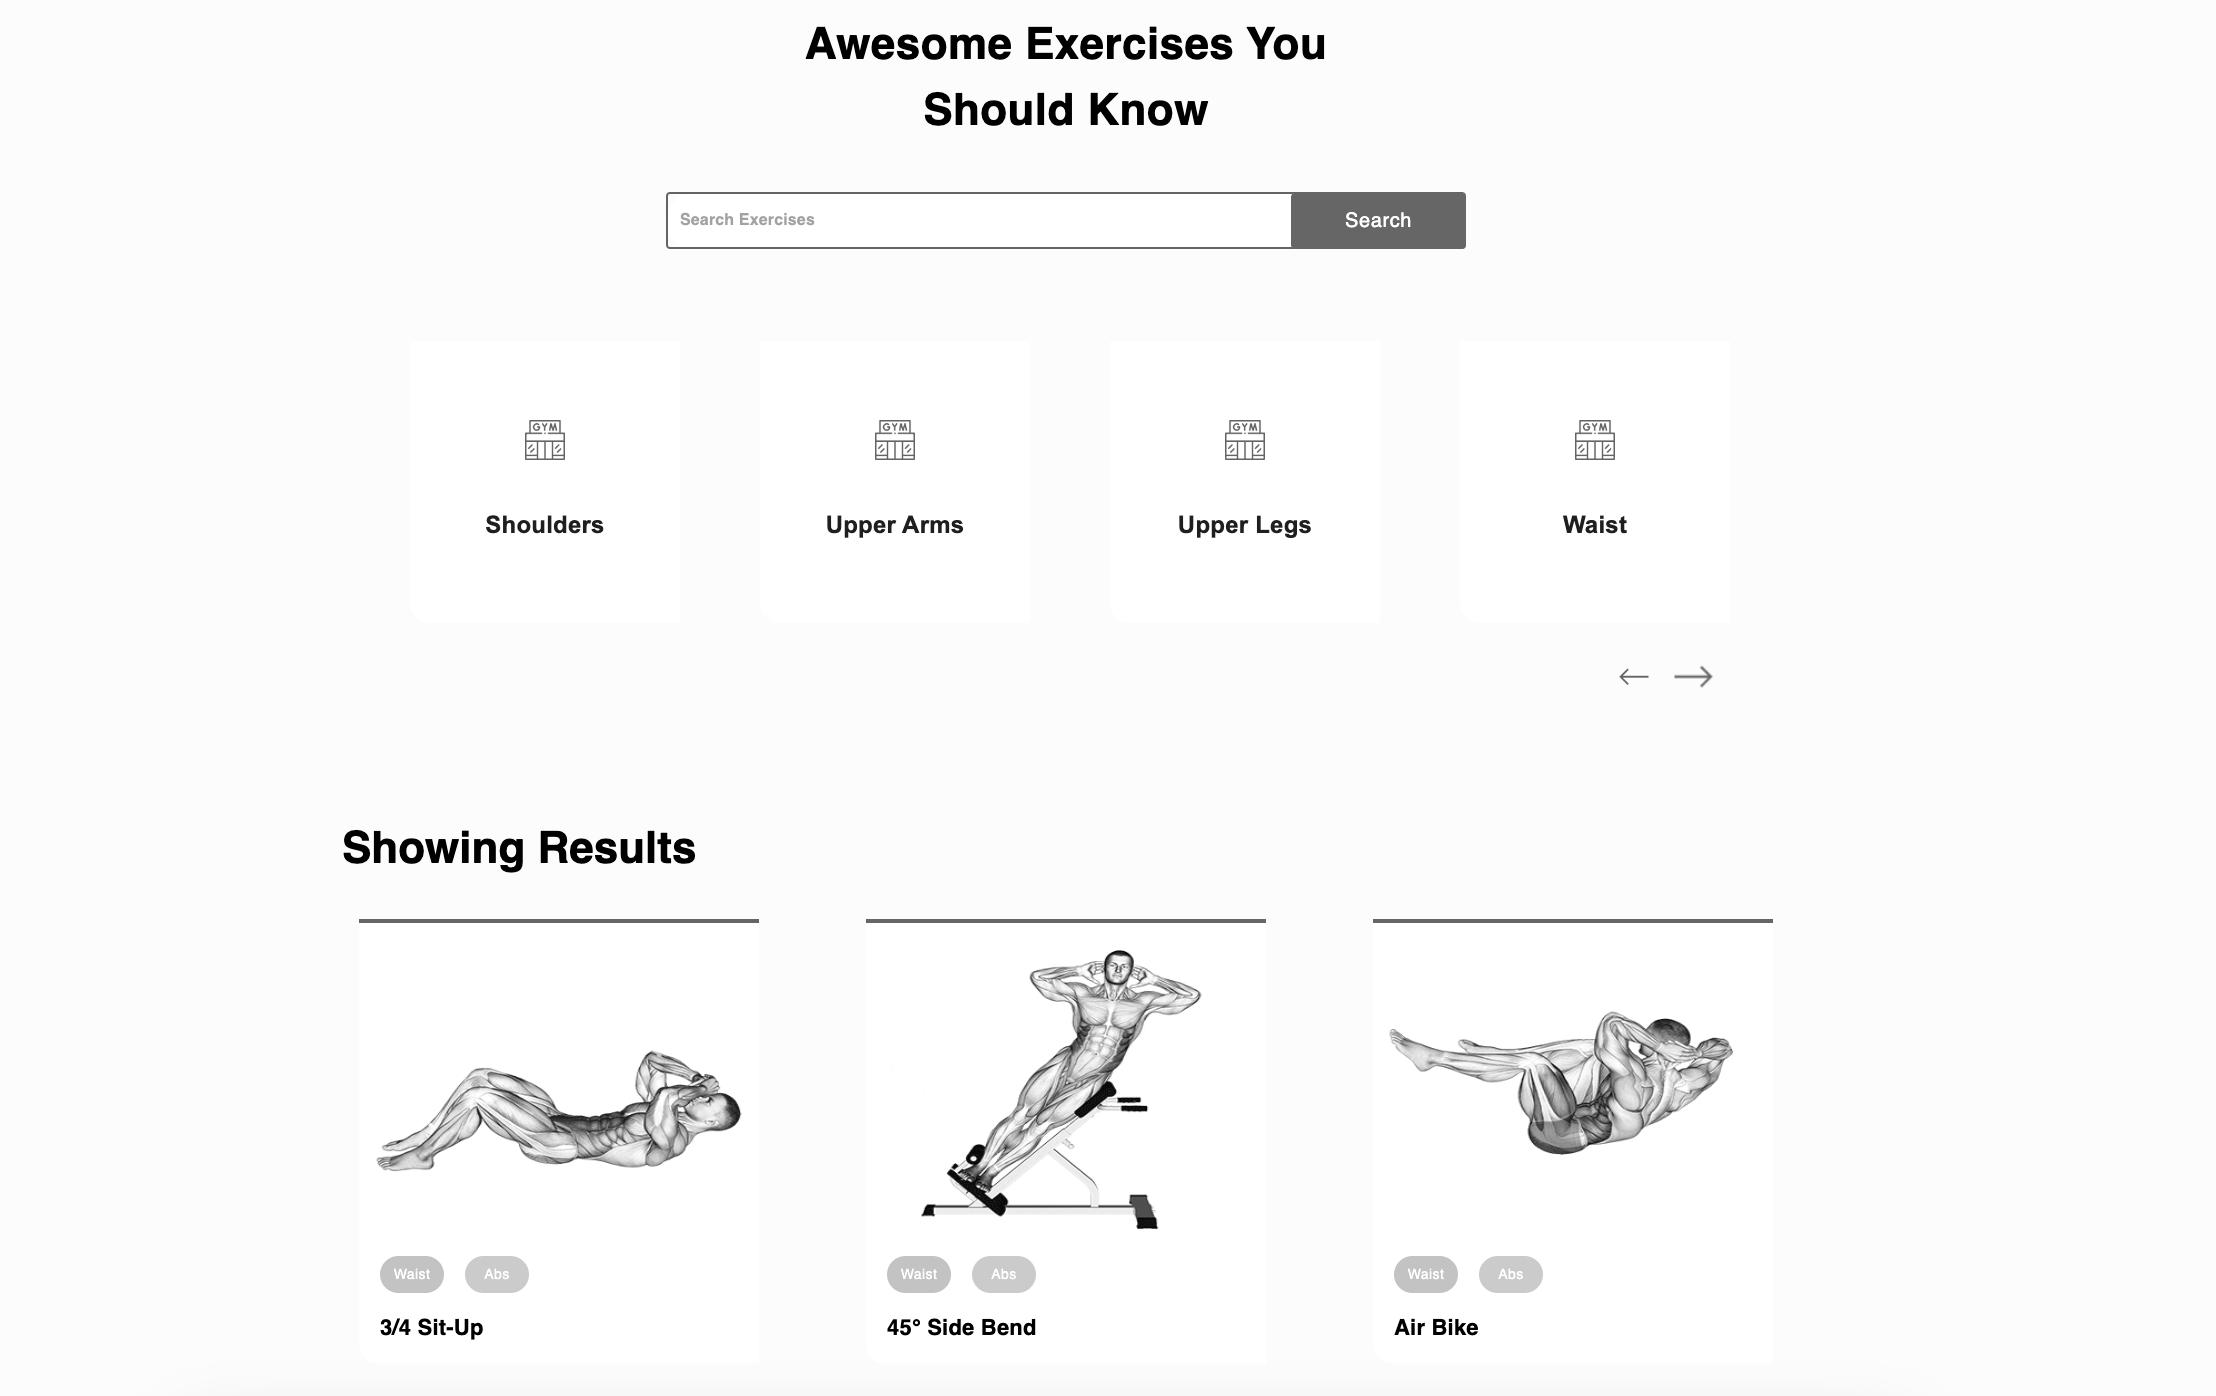 Awesome Exercises You
Should Know
Search Exercises
Search
GYM
GYM
GYM
GYM
Shoulders
Upper Arms
Upper Legs
Waist
Showing Results
Waist
Abs
Waist
Abs
Waist
Abs
3/4 Sit-Up
45° Side Bend
Air Bike